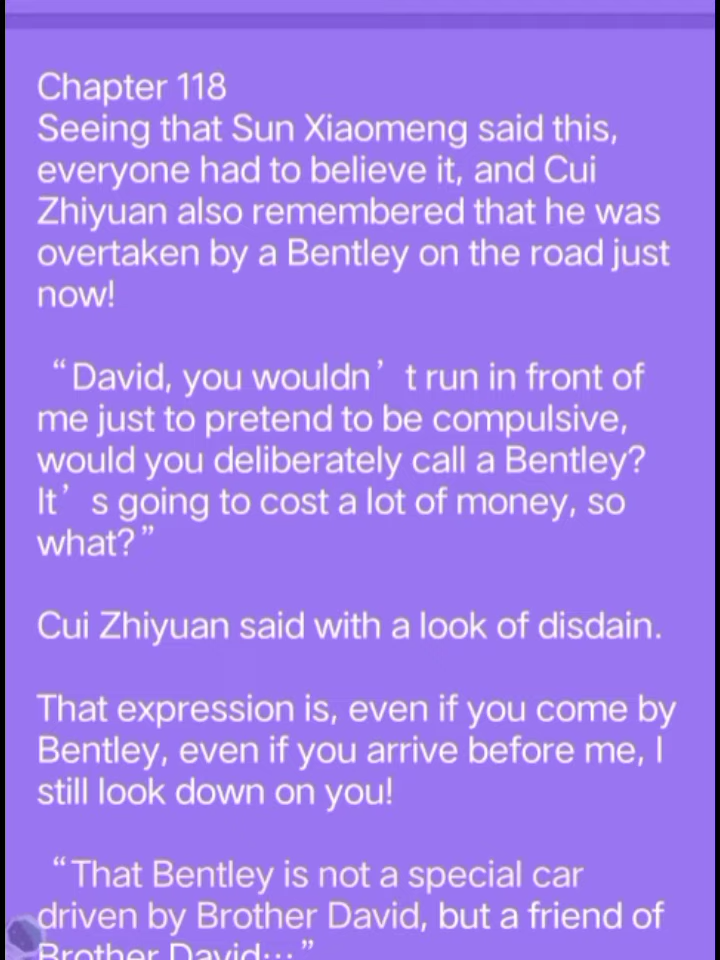 Chapter 118
Seeing that Sun Xiaomeng said this,
everyone had to believe it, and Cui
Zhiyuan also remembered that he was
overtaken by a Bentley on the road just
now!
“David, you wouldn’ t run in front of
me just to pretend to be compulsive,
would you deliberately call a Bentley?
It’ s going to cost a lot of money, so
what?”
Cui Zhiyuan said with a look of disdain.
That expression is, even if you come by
Bentley, even if you arrive before me, I
still look down on you!
“That Bentley is not a special car
driven by Brother David, but a friend of
Brother David…”